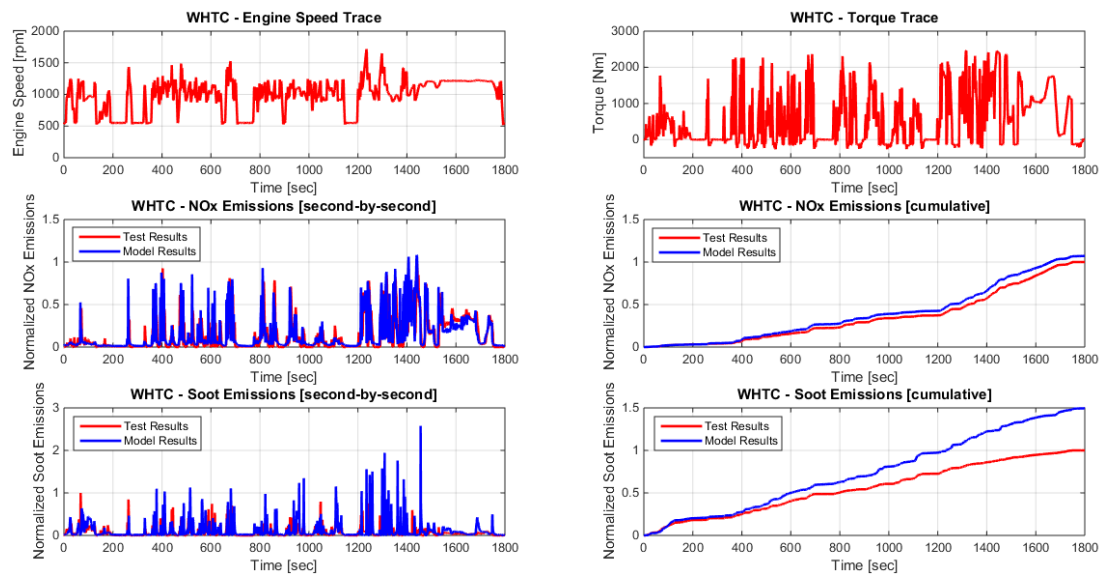 WHTC - Engine Speed Trace
Engine Speed [rpm]
2000
1500
1000
500
0
0 200 400 600 800 1000 1200 1400 1600 1800
Time [sec]
WHTC - Torque Trace
Torque [Nm]
3000
2000
1000
0
0 200 400 600 800 1000 1200 1400 1600 1800
Time [sec]
WHTC - NOx Emissions [second-by-second]
Normalized NOx Emissions
1.5
1
0.5
0
Test Results
Model Results
0 200 400 600 800 1000 1200 1400 1600 1800
Time [sec]
WHTC - NOx Emissions [cumulative]
Normalized NOx Emissions
1.5
1
0.5
0
Test Results
Model Results
0 200 400 600 800 1000 1200 1400 1600 1800
Time [sec]
WHTC - Soot Emissions [second-by-second]
Normalized Soot Emissions
3
2
1
0
Test Results
Model Results
0 200 400 600 800 1000 1200 1400 1600 1800
Time [sec]
WHTC - Soot Emissions [cumulative]
Normalized Soot Emissions
1.5
1
0.5
0
Test Results
Model Results
0 200 400 600 800 1000 1200 1400 1600 1800
Time [sec]